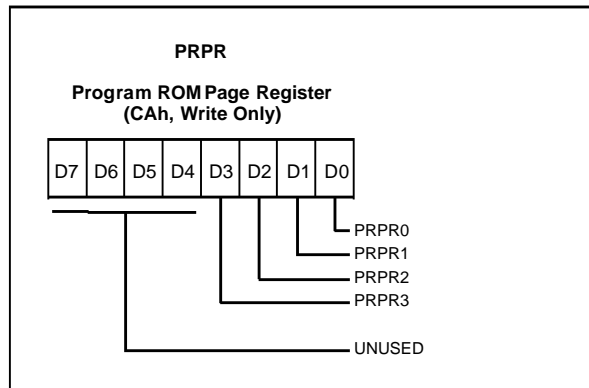 PRPR
Program ROM Page Register
(CAh, Write Only)
D7 D6 D5 D4 D3 D2 D1 D0
PRPR0
PRPR1
PRPR2
PRPR3
UNUSED